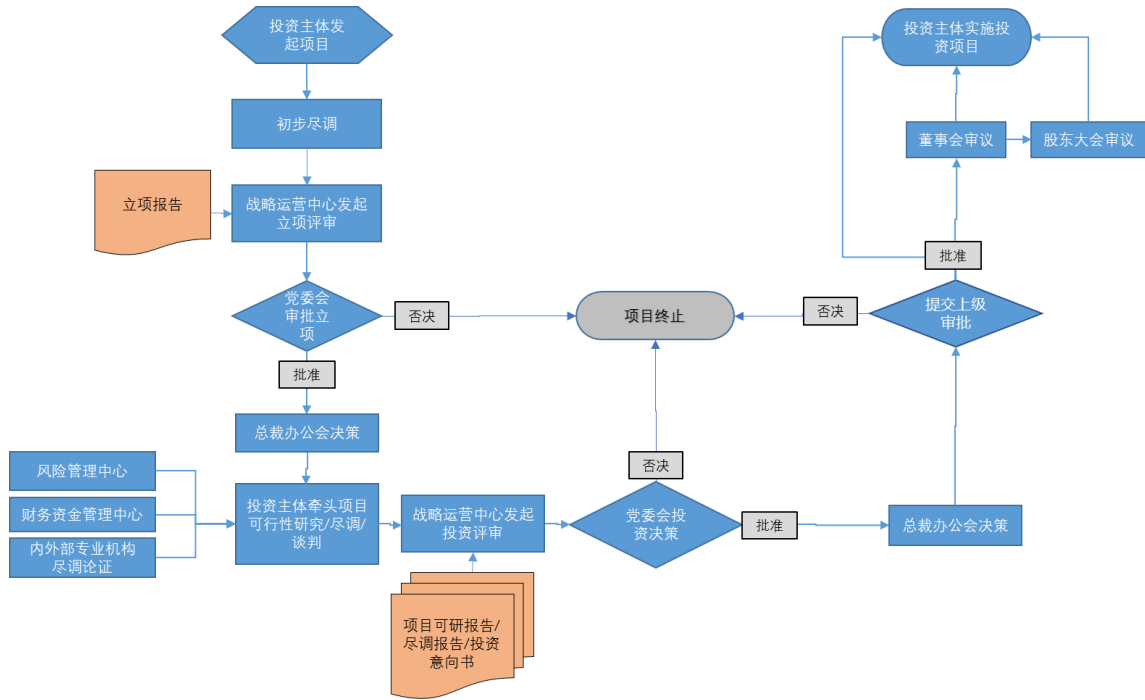 投资主体发
起项目
初步尽调
立项报告
战略运营中心发起
立项评审
党委会
审批立
项
否决
批准
总裁办公会决策
风险管理中心
财务资金管理中心
内外部专业机构
尽调论证
投资主体牵头项目
可行性研究/尽调/
谈判
战略运营中心发起
投资评审
项目可研报告/
尽调报告/投资
意向书
项目终止
否决
党委会投
资决策
批准
总裁办公会决策
提交上级
审批
否决
批准
董事会审议
股东大会审议
投资主体实施投
资项目